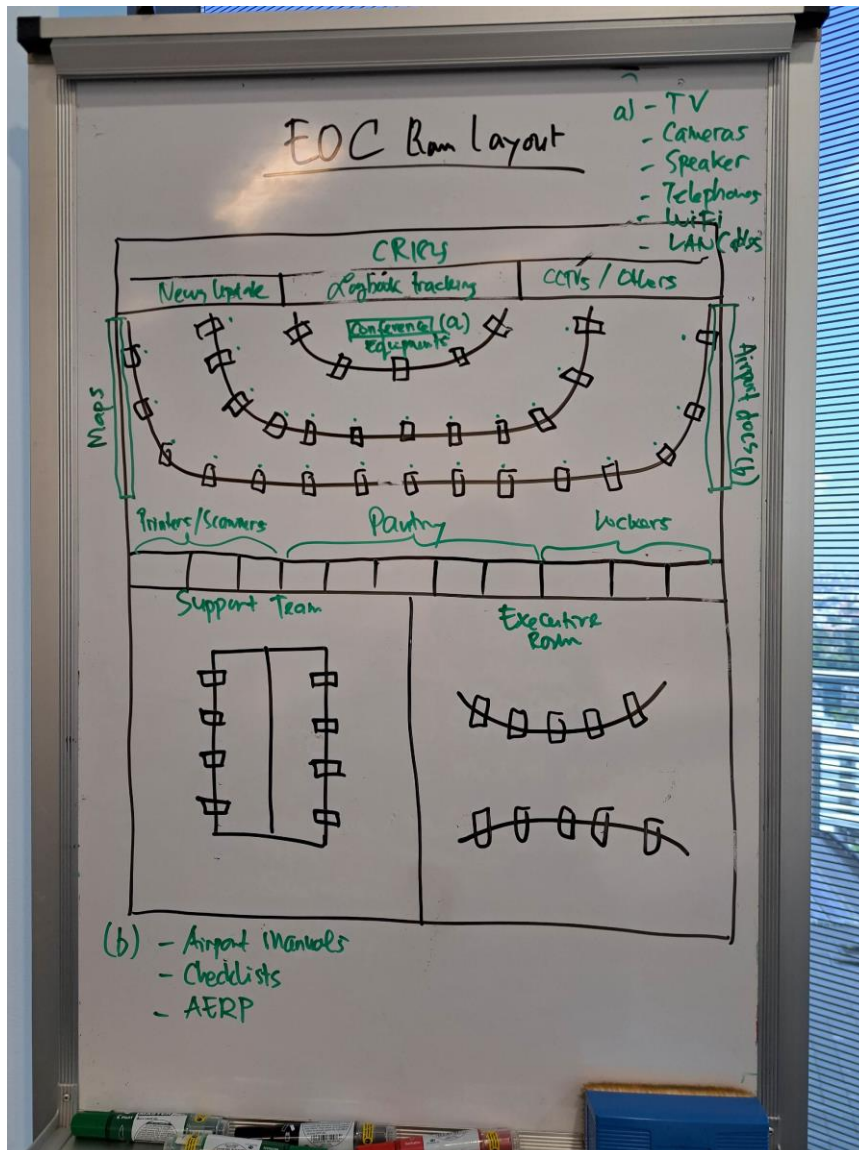 EOC Room layout
a) - TV
- Cameras
- Speaker
- Telephones
- WiFi
- LAN Cables
News Update
Logbook tracking
CCTVs / Others
Conference (a)
equipments
Maps
Airport docs (b)
Printers/Scanners
Pantry
Lockers
Support Team
Executive
Room
(b) - Airport Manuals
- Checklists
- AERP